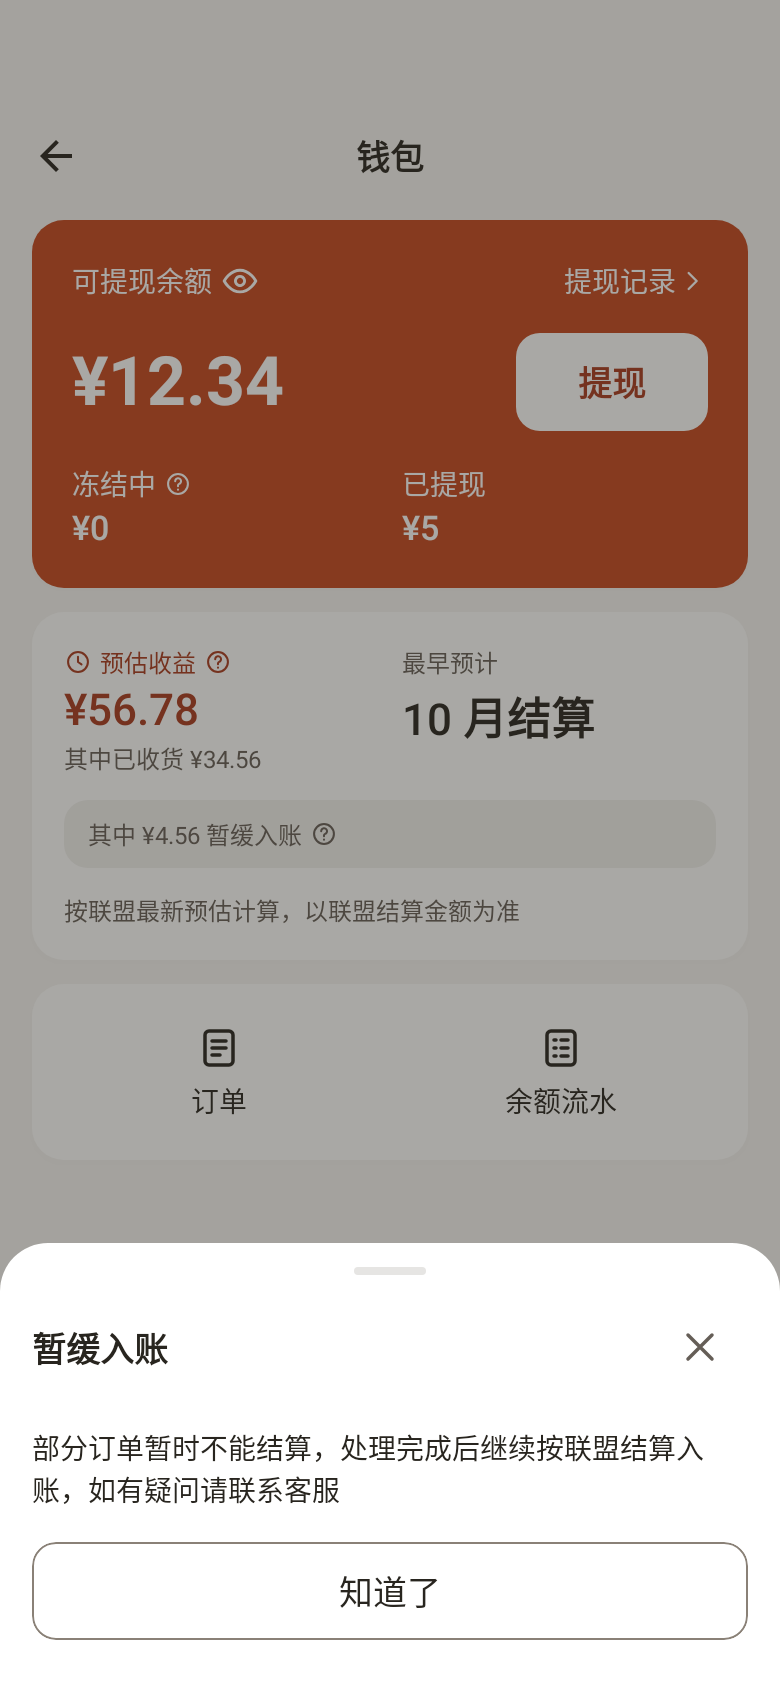 钱包
可提现余额
提现记录
¥12.34
提现
冻结中
已提现
¥0
¥5
预估收益
最早预计
¥56.78
10 月结算
其中已收货 ¥34.56
其中 ¥4.56 暂缓入账
按联盟最新预估计算，以联盟结算金额为准
订单
余额流水
暂缓入账
部分订单暂时不能结算，处理完成后继续按联盟结算入
账，如有疑问请联系客服
知道了